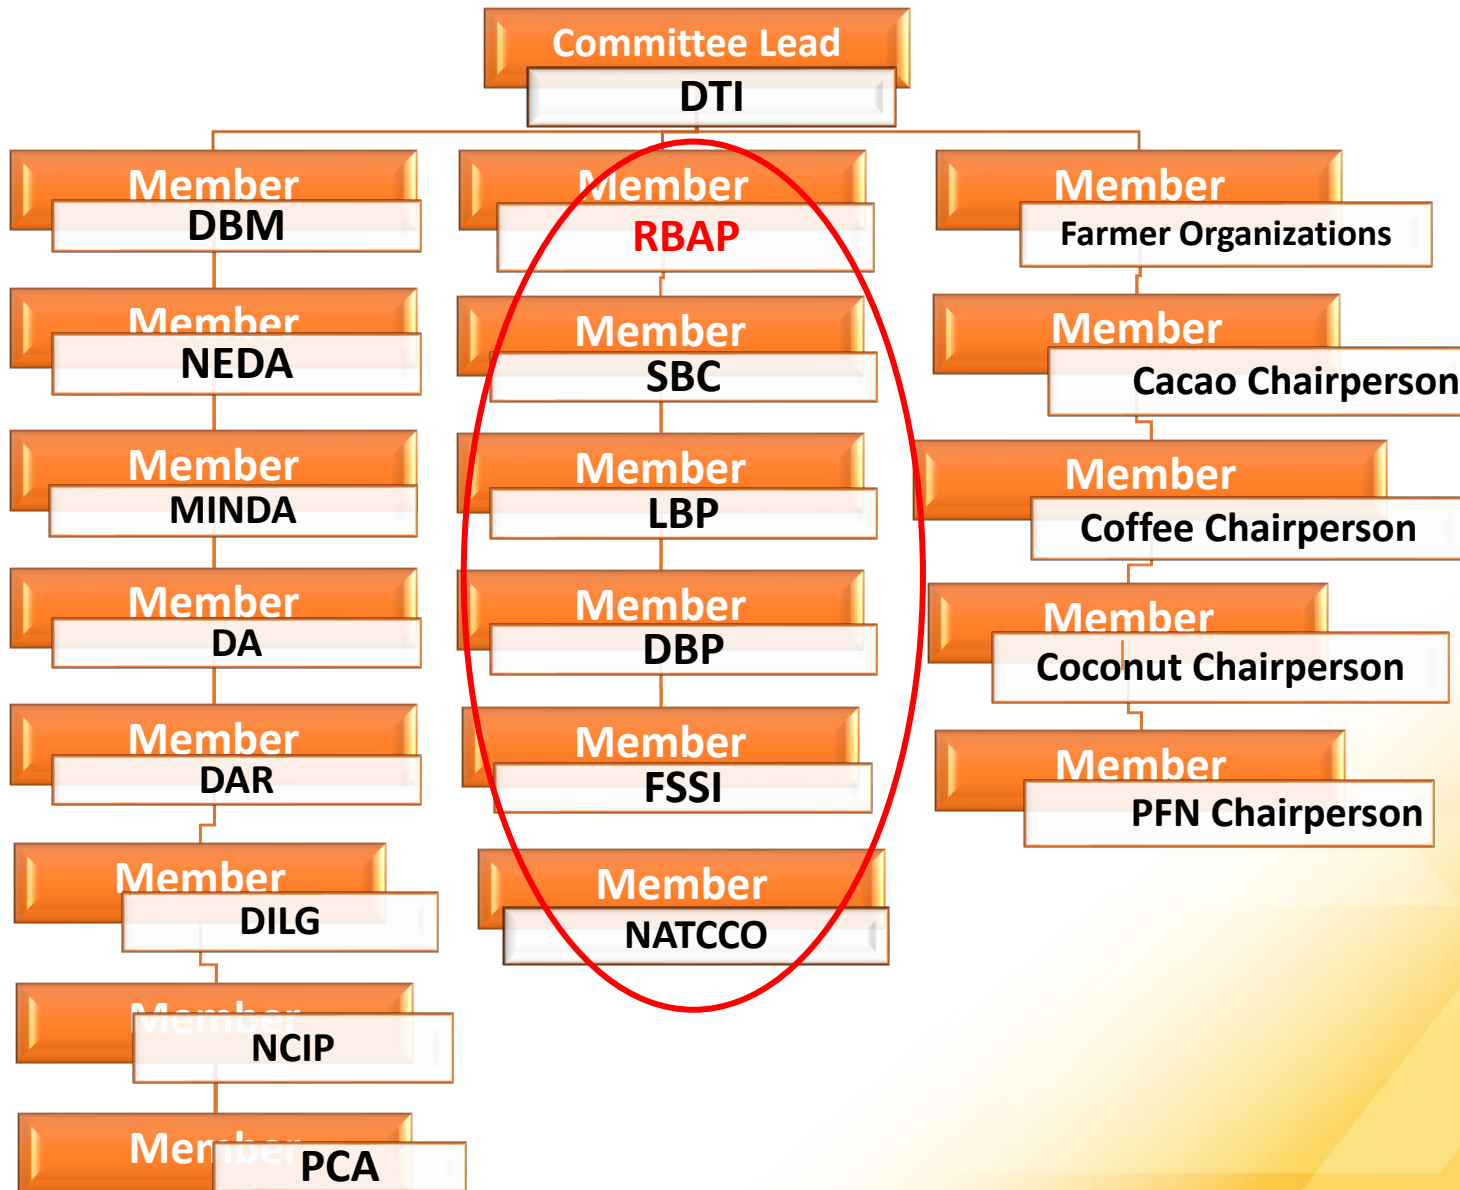 Committee Lead
DTI
Member
DBM
Member
NEDA
Member
MINDA
Member
DA
Member
DAR
Member
DILG
Member
NCIP
Member
PCA
Member
RBAP
Member
SBC
Member
LBP
Member
DBP
Member
FSSI
Member
NATCCO
Member
Farmer Organizations
Member
Cacao Chairperson
Member
Coffee Chairperson
Member
Coconut Chairperson
Member
PFN Chairperson